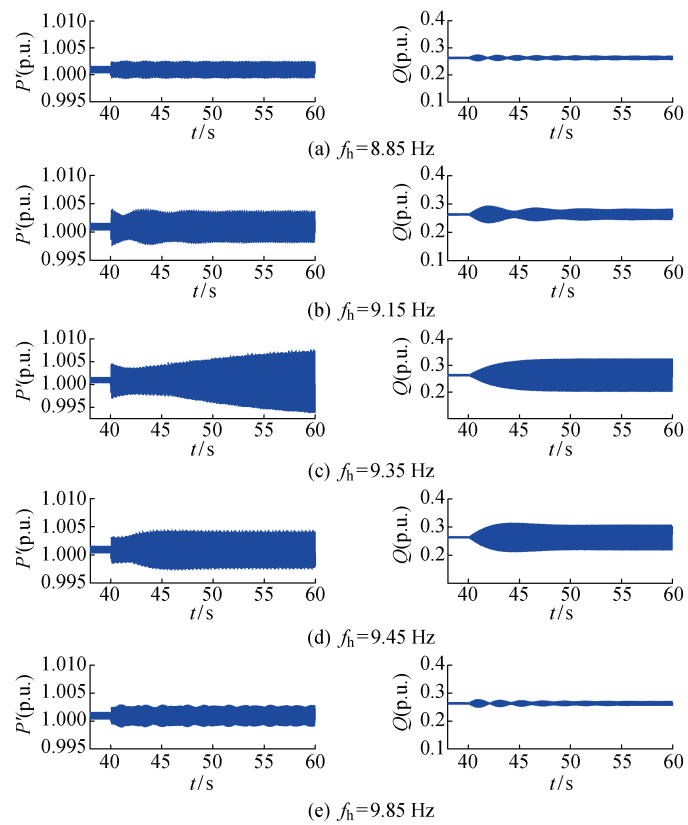 P'(p.u.)
1.010
1.005
1.000
0.995
40 45 50 55 60
t/s
Q(p.u.)
0.4
0.3
0.2
0.1
40 45 50 55 60
t/s
(a) fh=8.85 Hz
P'(p.u.)
1.010
1.005
1.000
0.995
40 45 50 55 60
t/s
Q(p.u.)
0.4
0.3
0.2
0.1
40 45 50 55 60
t/s
(b) fh=9.15 Hz
P'(p.u.)
1.010
1.005
1.000
0.995
40 45 50 55 60
t/s
Q(p.u.)
0.4
0.3
0.2
40 45 50 55 60
t/s
(c) fh=9.35 Hz
P'(p.u.)
1.010
1.005
1.000
0.995
40 45 50 55 60
t/s
Q(p.u.)
0.4
0.3
0.2
40 45 50 55 60
t/s
(d) fh=9.45 Hz
P'(p.u.)
1.010
1.005
1.000
0.995
40 45 50 55 60
t/s
Q(p.u.)
0.4
0.3
0.2
0.1
40 45 50 55 60
t/s
(e) fh=9.85 Hz